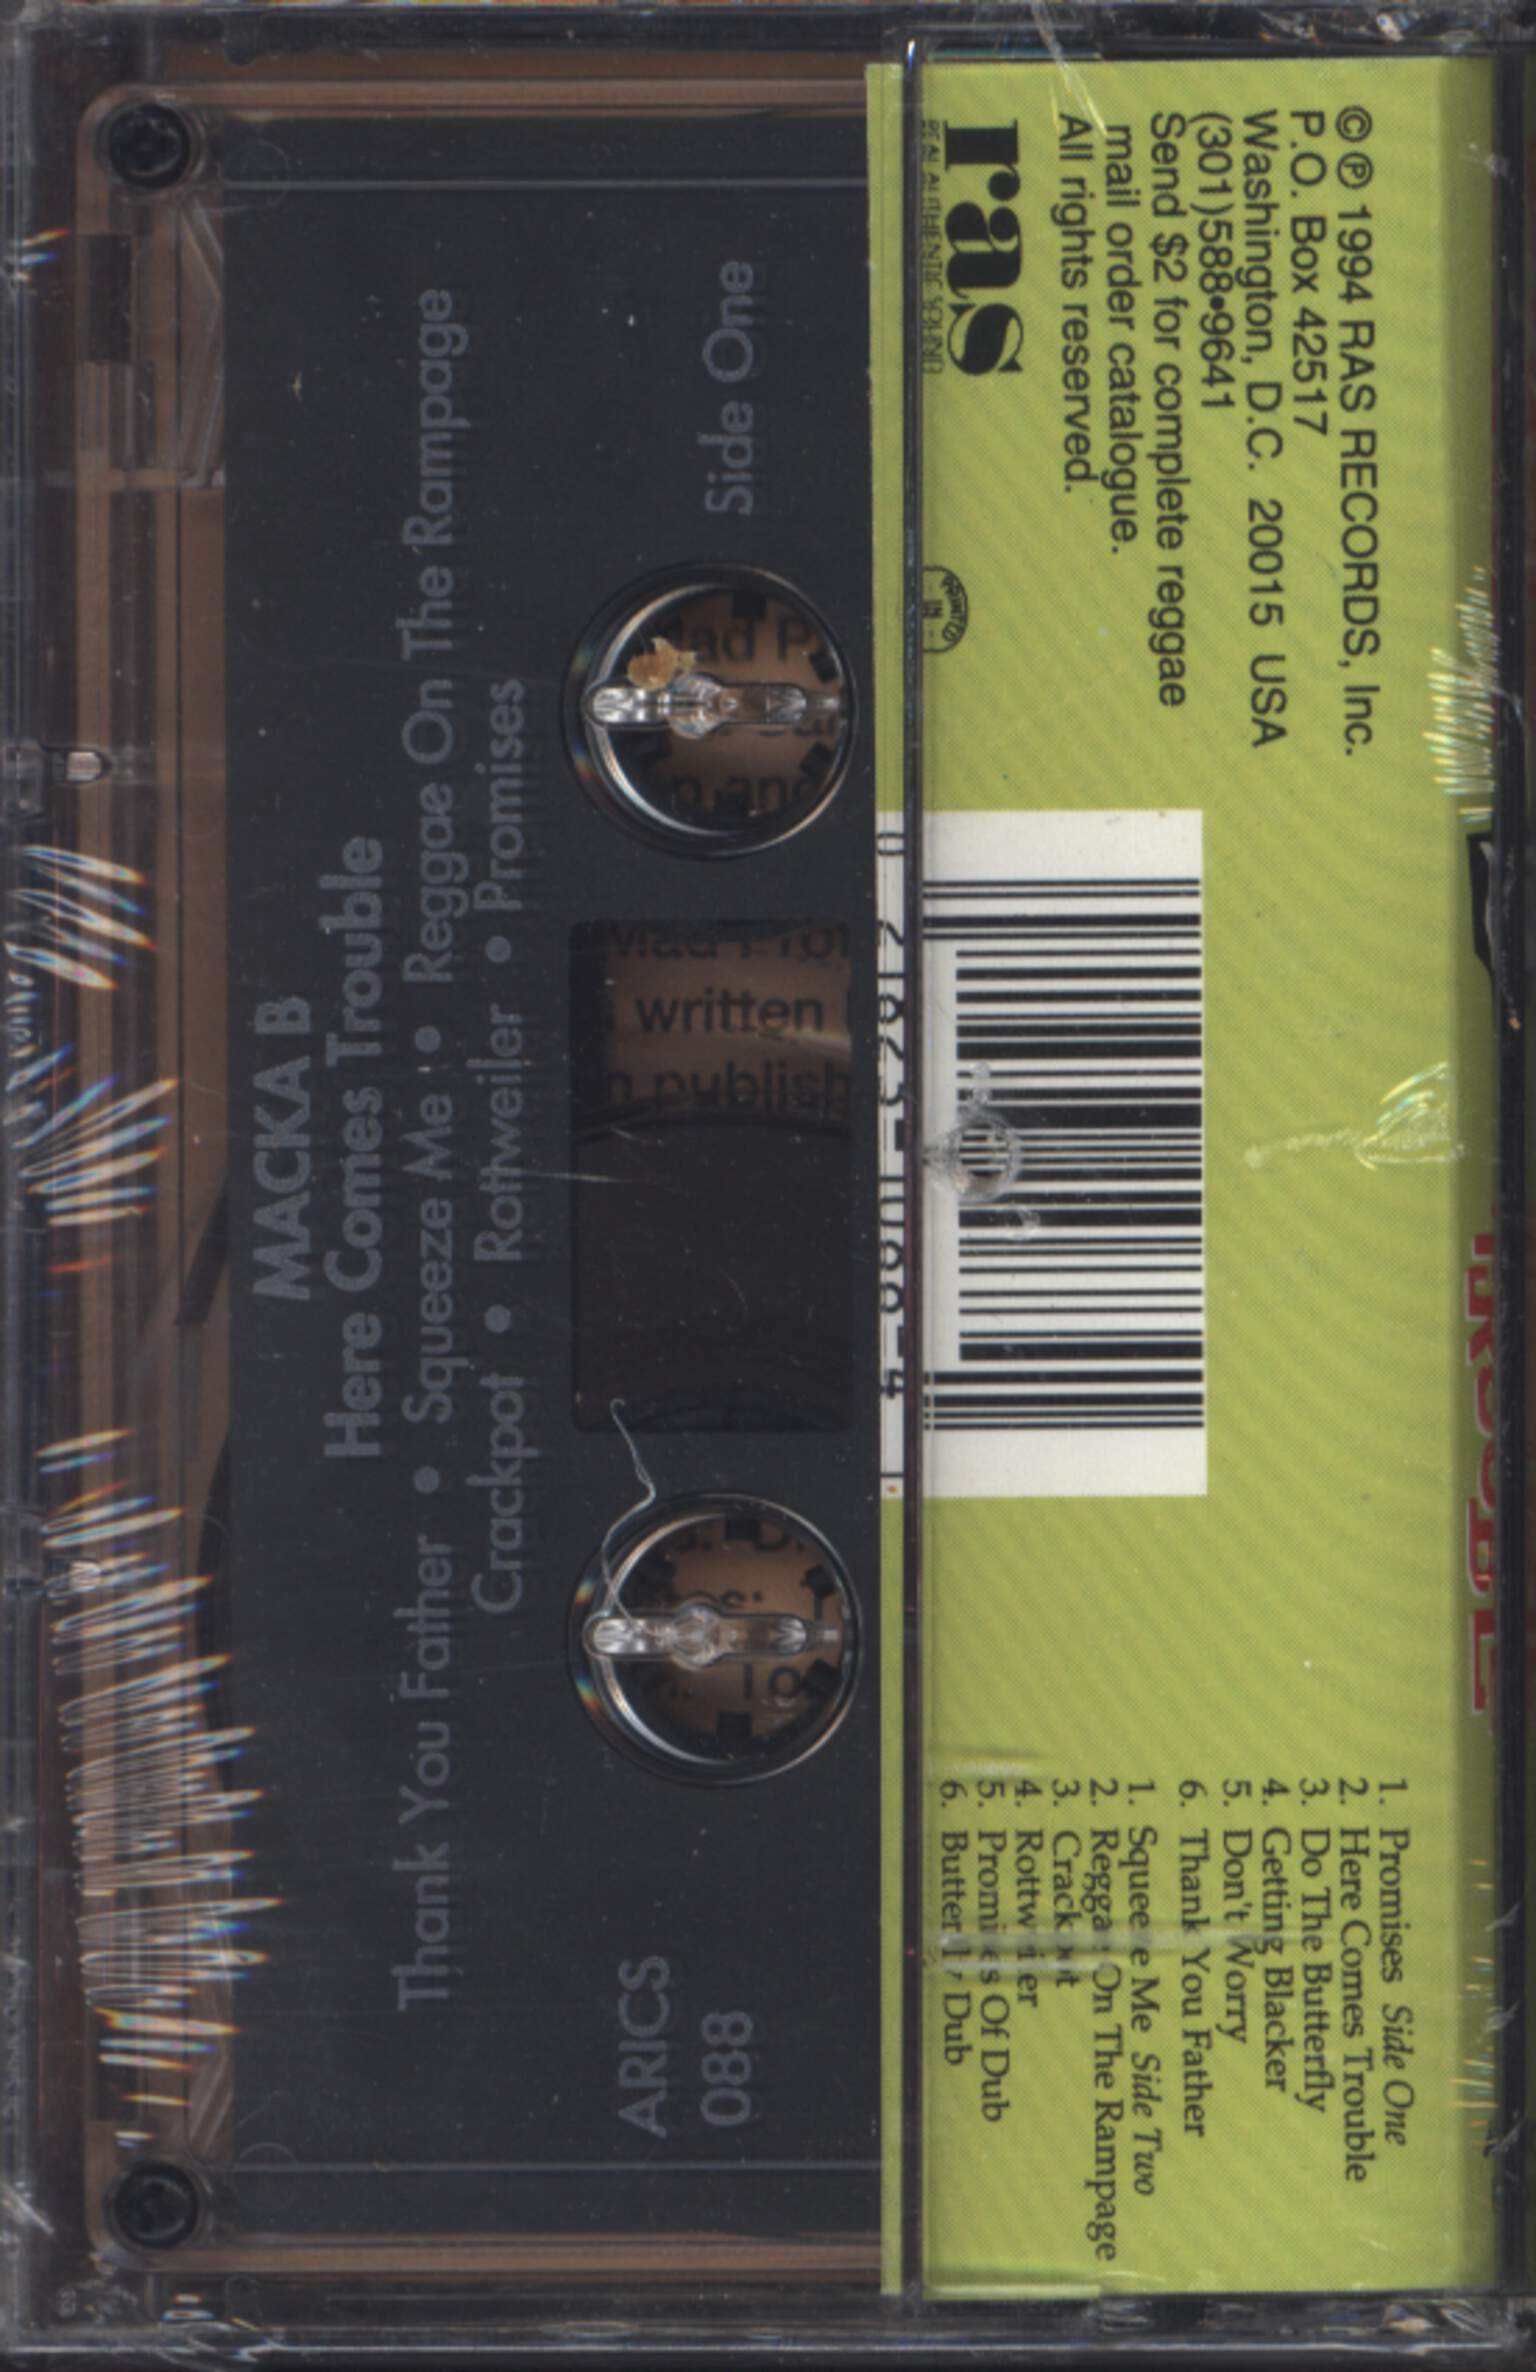 ©℗ 1994 RAS RECORDS, Inc.
P.O. Box 42517
Washington, D.C. 20015 USA
(301)588•9641
Send $2 for complete reggae
mail order catalogue.
All rights reserved.
ras
REAL AUTHENTIC SOUND
PRINTED
IN
1. Promises Side One
2. Here Comes Trouble
3. Do The Butterfly
4. Getting Blacker
5. Don't Worry
6. Thank You Father
1. Squeeze Me Side Two
2. Reggae On The Rampage
3. Crackpot
4. Rottweiler
5. Promises Of Dub
6. Butterfly Dub
MACKA B
Here Comes Trouble
Thank You Father • Squeeze Me • Reggae On The Rampage
Crackpot • Rottweiler • Promises
Side One
ARICS
088
written
publish